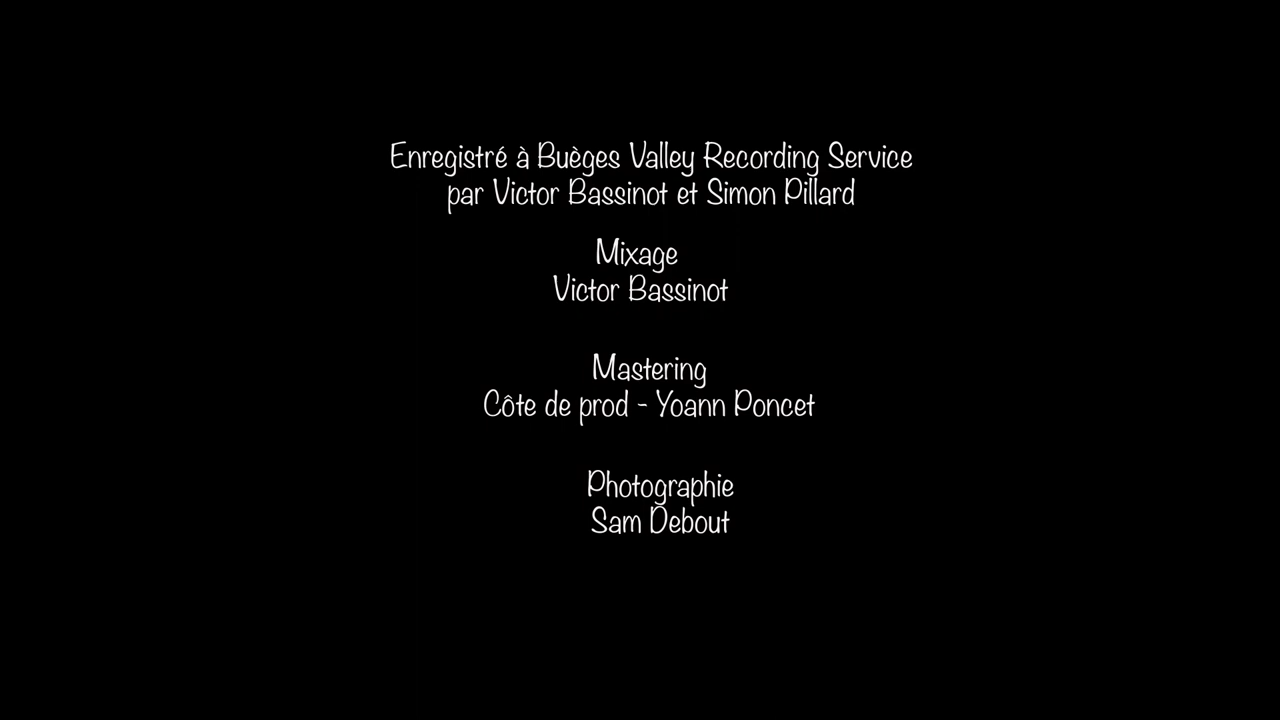 Enregistré à Buèges Valley Recording Service
par Victor Bassinot et Simon Pillard
Mixage
Victor Bassinot
Mastering
Côte de prod - Yoann Poncet
Photographie
Sam Debout